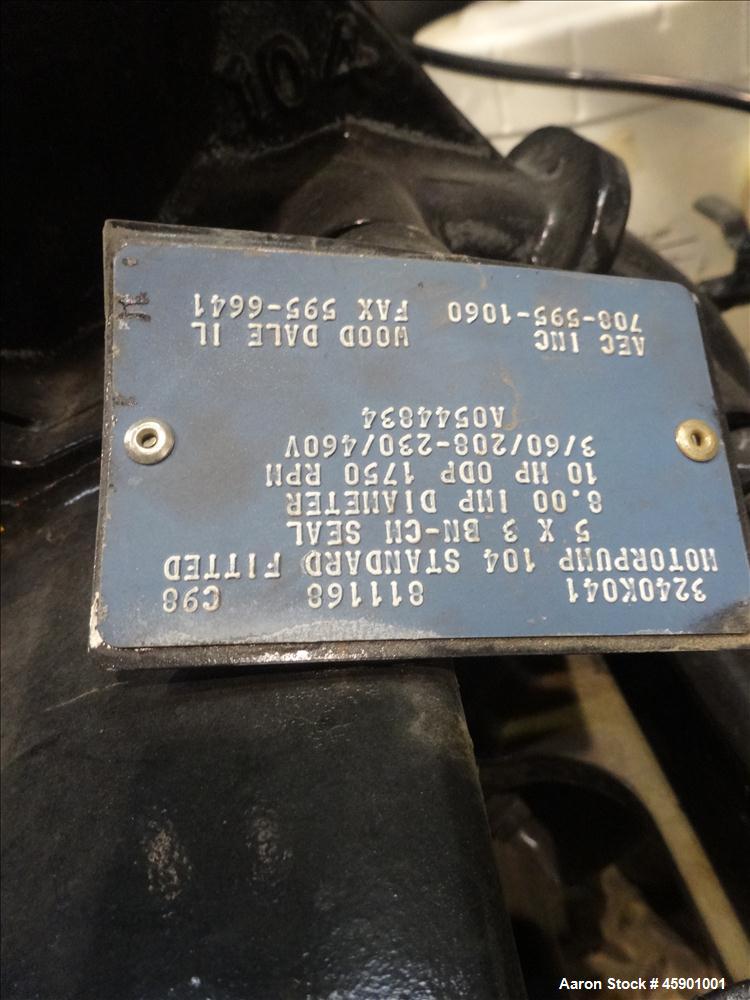 3240K041 811168 C98
MOTORPUMP 104 STANDARD FITTED
5 X 3 BN-CM SEAL
8.00 IMP DIAMETER
10 HP ODP 1750 RPM
3/60/208-230/460V
A0544834
AEC INC WOOD DALE IL
708-595-1060 FAX 595-6641
104
Aaron Stock # 45901001